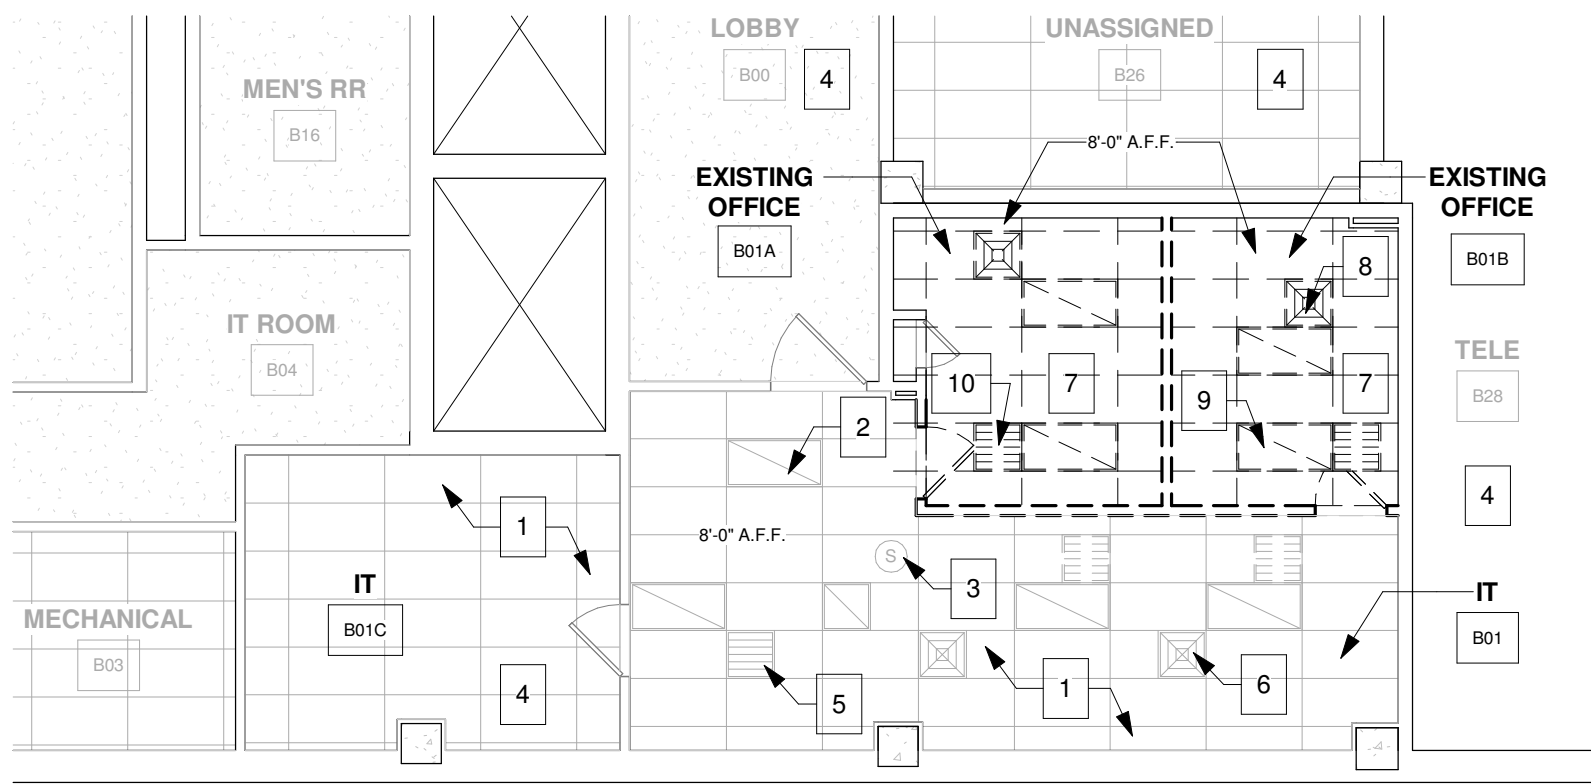 LOBBY
B00
4
UNASSIGNED
B26
4
MEN'S RR
B16
8'-0" A.F.F.
EXISTING
OFFICE
B01A
EXISTING
OFFICE
B01B
8
IT ROOM
B04
TELE
B28
10
7
9
7
2
4
1
8'-0" A.F.F.
S
3
IT
B01C
IT
B01
MECHANICAL
B03
4
5
1
6